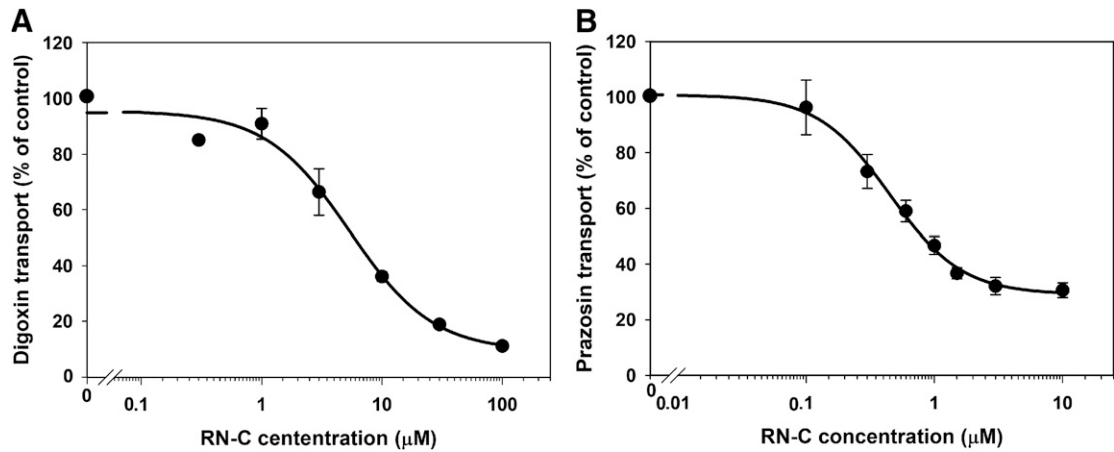 A
Digoxin transport (% of control)
120
100
80
60
40
20
0
0 0.1 1 10 100
RN-C cententration (μM)
B
Prazosin transport (% of control)
120
100
80
60
40
20
0
0 0.01 0.1 1 10
RN-C concentration (μM)